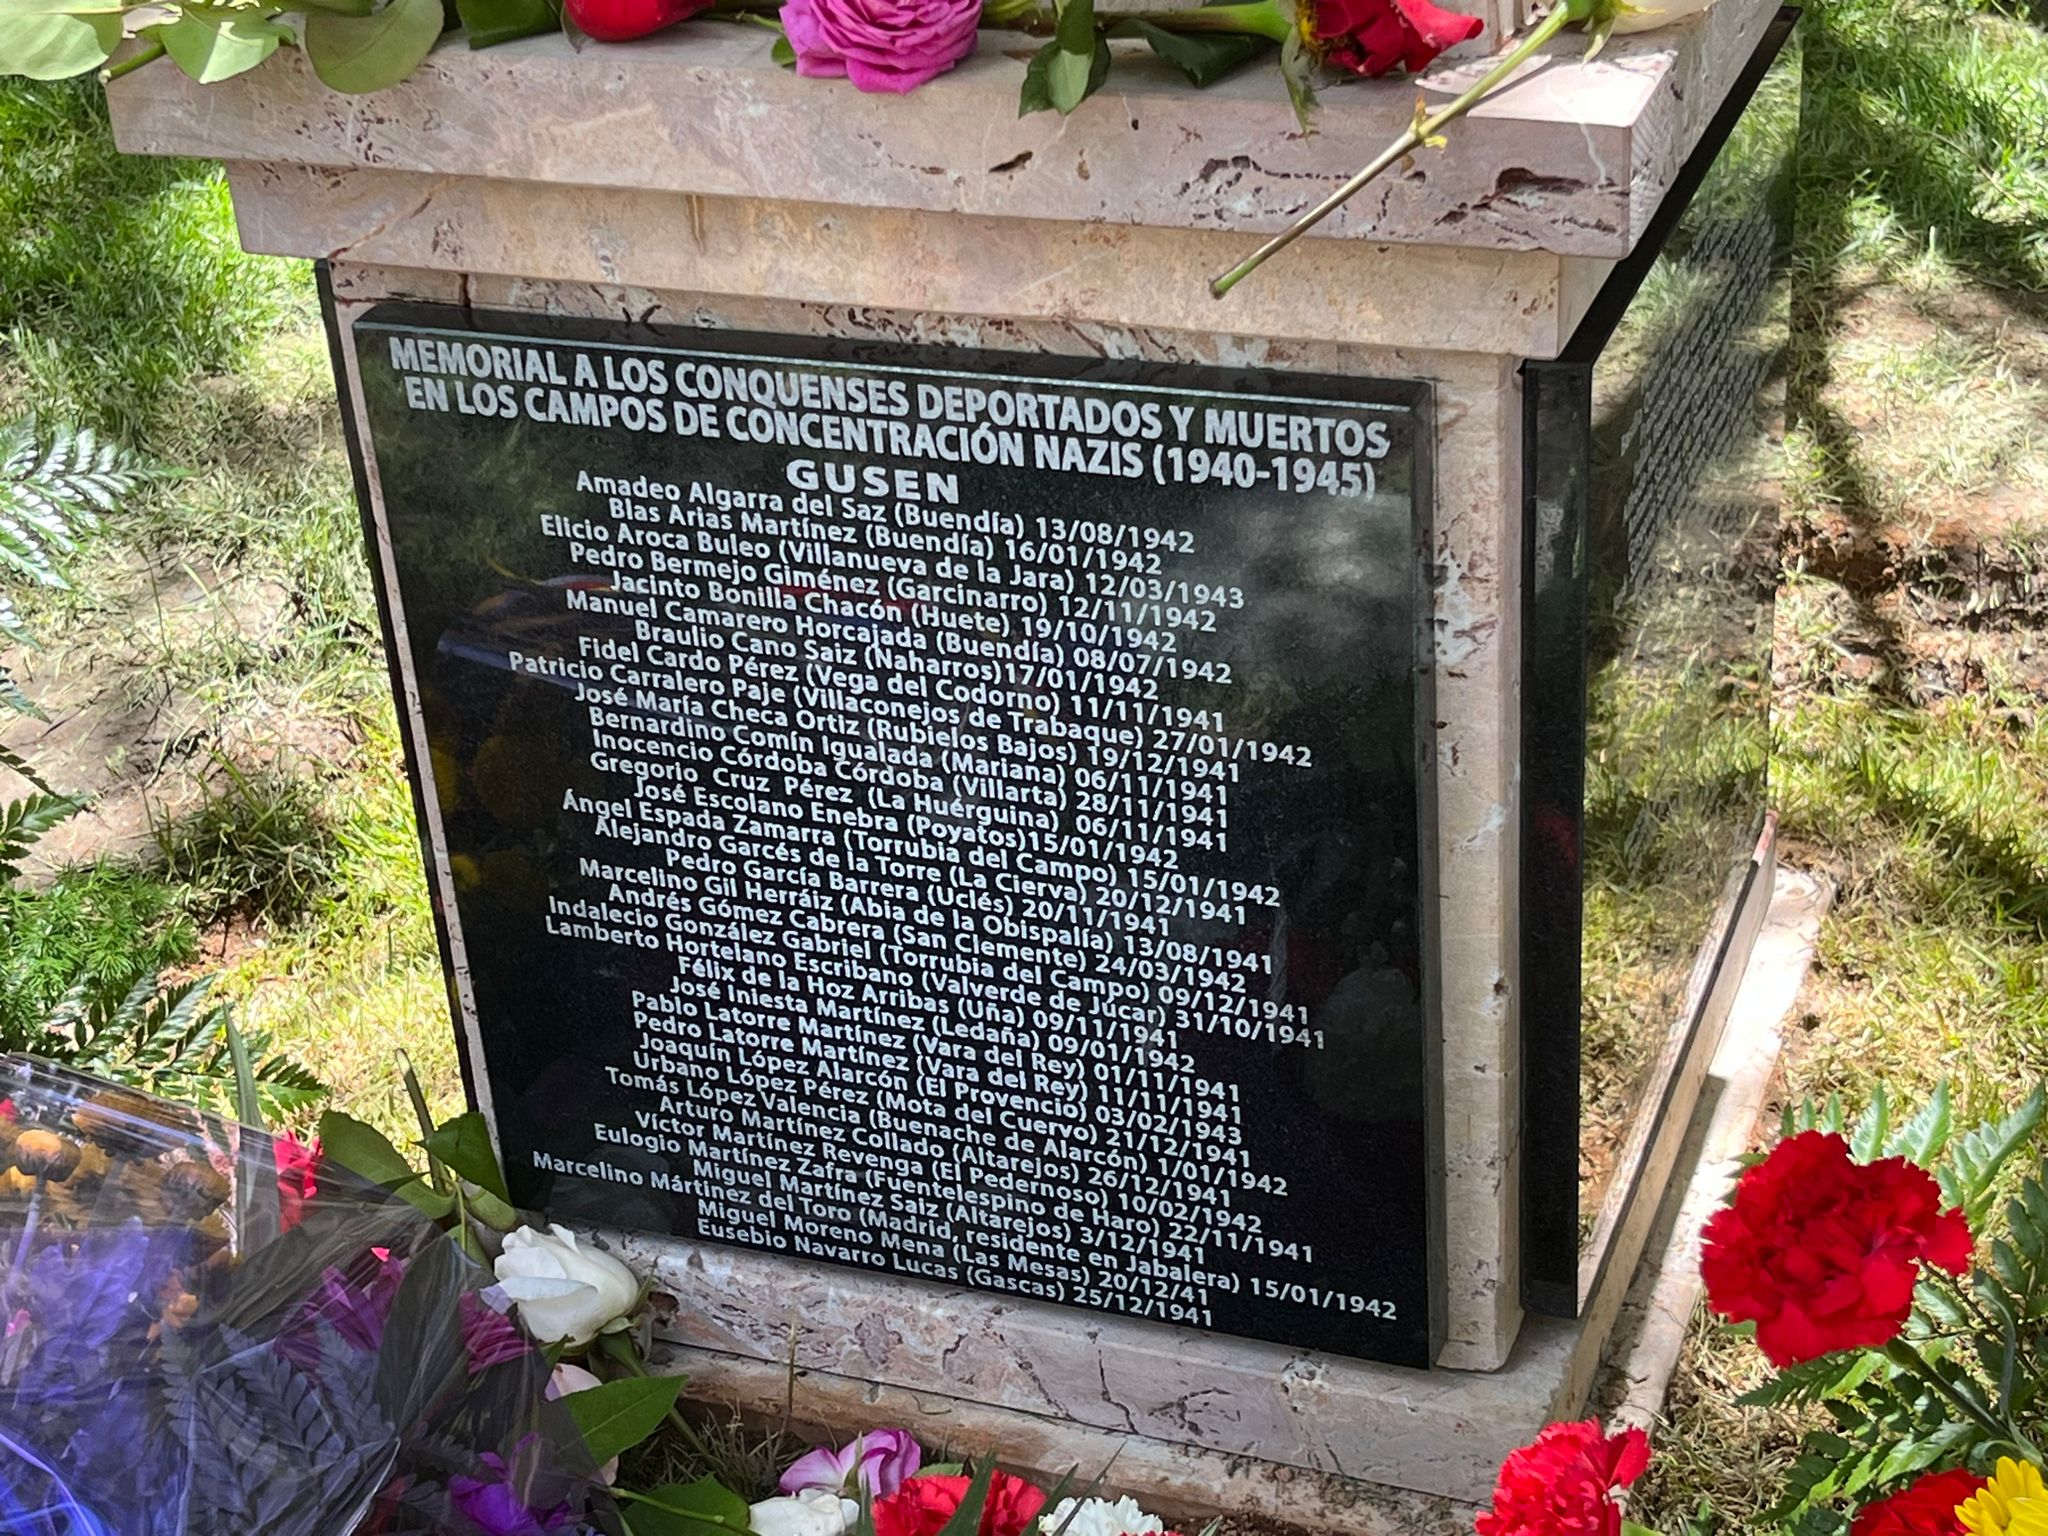 MEMORIAL A LOS CONQUENSES DEPORTADOS Y MUERTOS
EN LOS CAMPOS DE CONCENTRACIÓN NAZIS (1940-1945)
GUSEN
Amadeo Algarra del Saz (Buendía) 13/08/1942
Blas Arias Martínez (Buendía) 16/01/1942
Elicio Aroca Buleo (Villanueva de la Jara) 12/03/1943
Pedro Bermejo Giménez (Garcinarro) 12/11/1942
Jacinto Bonilla Chacón (Huete) 19/10/1942
Manuel Camarero Horcajada (Buendía) 08/07/1942
Braulio Cano Saiz (Naharros)17/01/1942
Fidel Cardo Pérez (Vega del Codorno) 11/11/1941
Patricio Carralero Paje (Villaconejos de Trabaque) 27/01/1942
José María Checa Ortiz (Rubielos Bajos) 19/12/1941
Bernardino Comín Igualada (Mariana) 06/11/1941
Inocencio Córdoba Córdoba (Villarta) 28/11/1941
Gregorio Cruz Pérez (La Huérguina) 06/11/1941
José Escolano Enebra (Poyatos)15/01/1942
Ángel Espada Zamarra (Torrubia del Campo) 15/01/1942
Alejandro Garcés de la Torre (La Cierva) 20/12/1941
Pedro García Barrera (Uclés) 20/11/1941
Marcelino Gil Herráiz (Abia de la Obispalía) 13/08/1941
Andrés Gómez Cabrera (San Clemente) 24/03/1942
Indalecio González Gabriel (Torrubia del Campo) 09/12/1941
Lamberto Hortelano Escribano (Valverde de Júcar) 31/10/1941
Félix de la Hoz Arribas (Uña) 09/11/1941
José Iniesta Martínez (Ledaña) 09/01/1942
Pablo Latorre Martínez (Vara del Rey) 01/11/1941
Pedro Latorre Martínez (Vara del Rey) 11/11/1941
Joaquín López Alarcón (El Provencio) 03/02/1943
Urbano López Pérez (Mota del Cuervo) 21/12/1941
Tomás López Valencia (Buenache de Alarcón) 1/01/1942
Arturo Martínez Collado (Altarejos) 26/12/1941
Víctor Martínez Revenga (El Pedernoso) 10/02/1942
Eulogio Martínez Zafra (Fuentelespino de Haro) 22/11/1941
Miguel Martínez Saiz (Altarejos) 3/12/1941
Marcelino Mártínez del Toro (Madrid, residente en Jabalera) 15/01/1942
Miguel Moreno Mena (Las Mesas) 20/12/41
Eusebio Navarro Lucas (Gascas) 25/12/1941